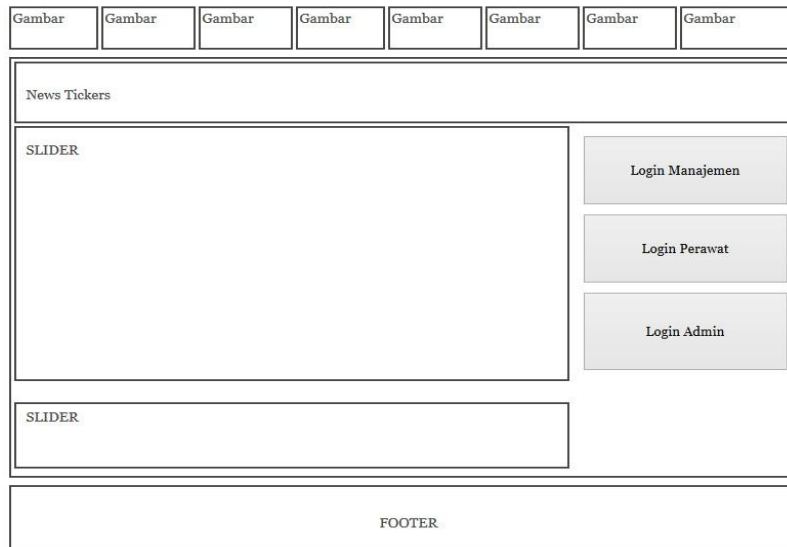 Gambar Gambar Gambar Gambar Gambar Gambar Gambar Gambar
News Tickers
SLIDER
Login Manajemen
Login Perawat
Login Admin
SLIDER
FOOTER